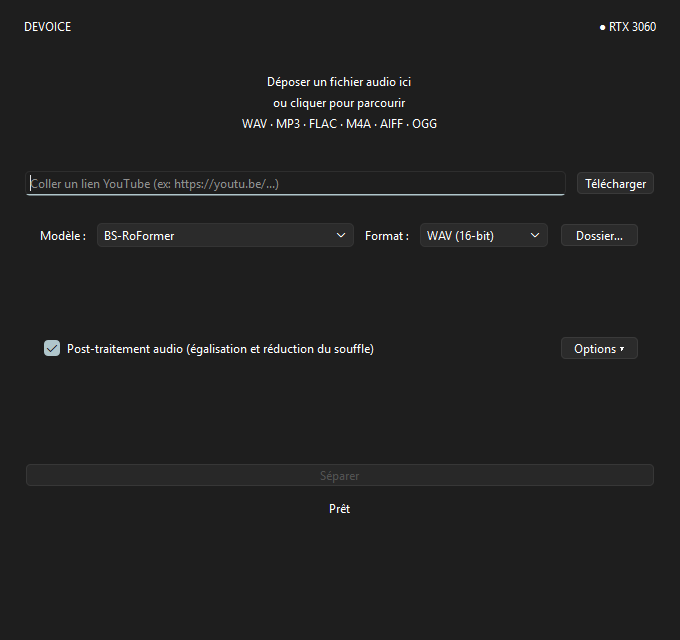 DEVOICE
● RTX 3060
Déposer un fichier audio ici
ou cliquer pour parcourir
WAV · MP3 · FLAC · M4A · AIFF · OGG
Coller un lien YouTube (ex: https://youtu.be/...)
Télécharger
Modèle :
BS-RoFormer
Format :
WAV (16-bit)
Dossier...
Post-traitement audio (égalisation et réduction du souffle)
Options ▾
Séparer
Prêt